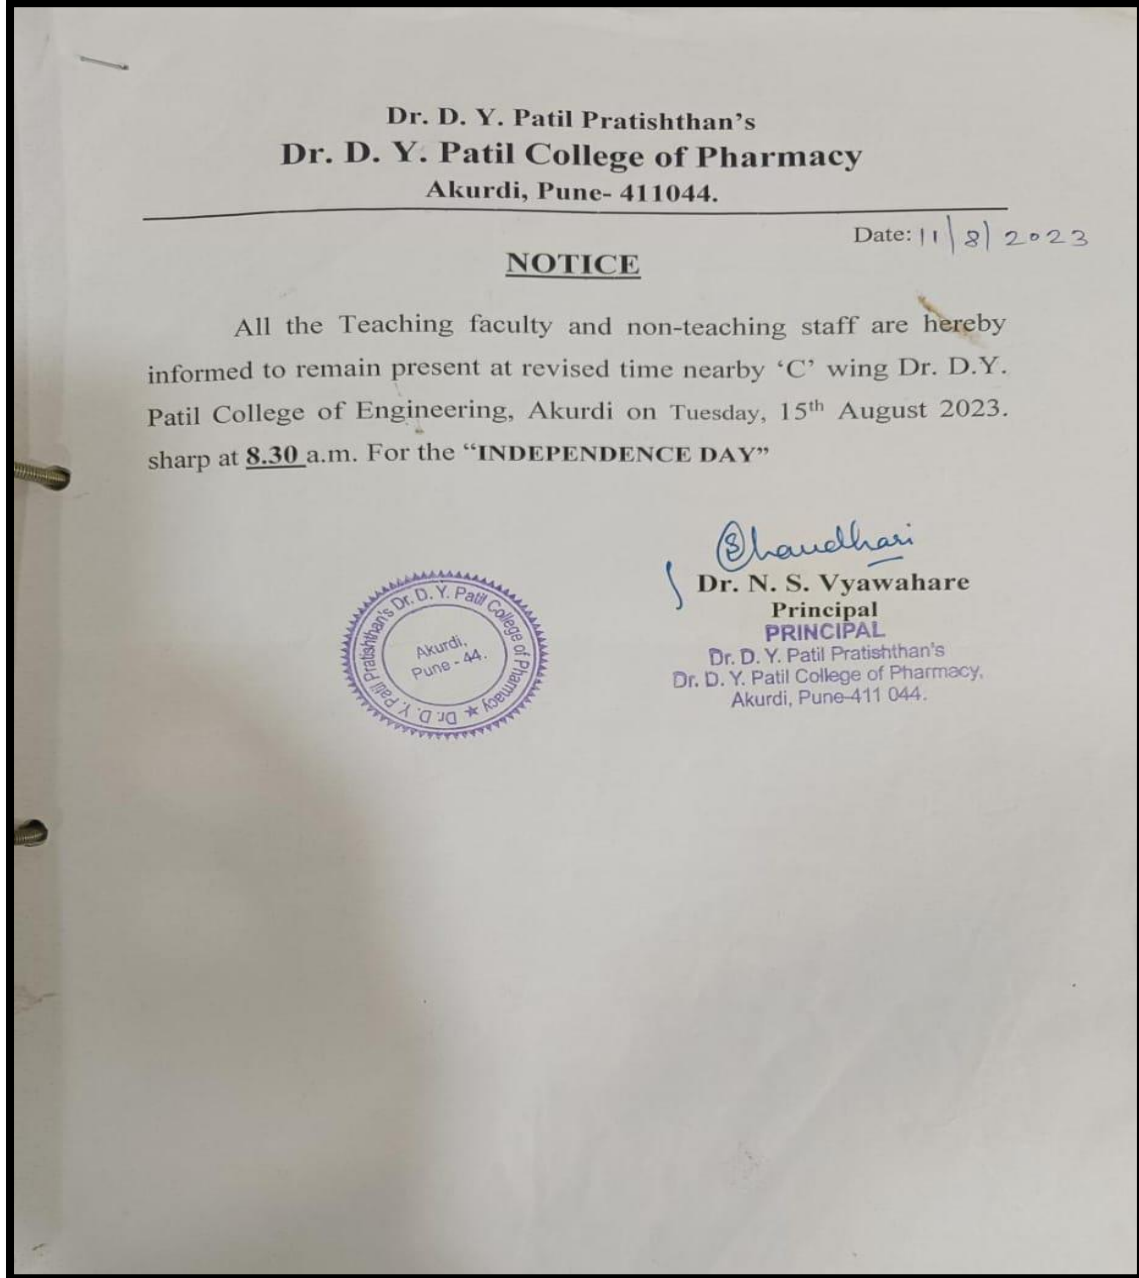 Dr. D. Y. Patil Pratishthan's
Dr. D. Y. Patil College of Pharmacy
Akurdi, Pune- 411044.
Date: 11/8/2023
NOTICE
All the Teaching faculty and non-teaching staff are hereby
informed to remain present at revised time nearby ‘C’ wing Dr. D.Y.
Patil College of Engineering, Akurdi on Tuesday, 15th August 2023.
sharp at 8.30 a.m. For the “INDEPENDENCE DAY”
Chaudhari
Dr. N. S. Vyawahare
Principal
PRINCIPAL
Dr. D. Y. Patil Pratishthan's
Dr. D. Y. Patil College of Pharmacy,
Akurdi, Pune-411 044.
Dr. D. Y. Patil Pratishthan's Dr. D. Y. Patil College of Pharmacy ★
Akurdi,
Pune - 44.